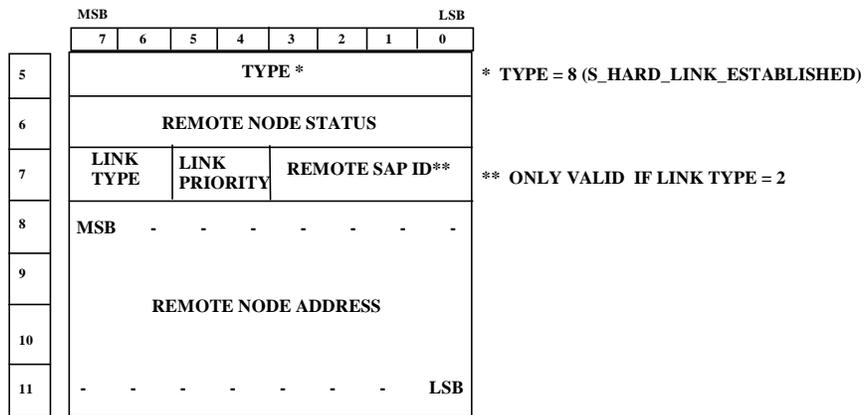 MSB LSB
7 6 5 4 3 2 1 0
5 TYPE * * TYPE = 8 (S_HARD_LINK_ESTABLISHED)
6 REMOTE NODE STATUS
7 LINK TYPE LINK PRIORITY REMOTE SAP ID** ** ONLY VALID IF LINK TYPE = 2
8 MSB - - - - - - -
9
REMOTE NODE ADDRESS
10
11 - - - - - - - LSB